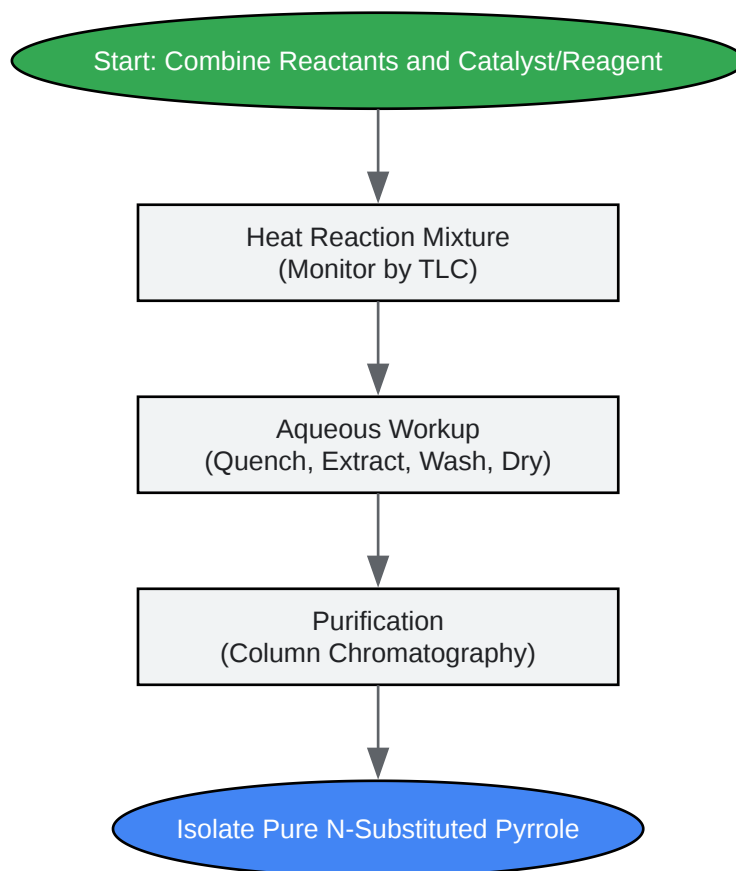 Start: Combine Reactants and Catalyst/Reagent
Heat Reaction Mixture
(Monitor by TLC)
Aqueous Workup
(Quench, Extract, Wash, Dry)
Purification
(Column Chromatography)
Isolate Pure N-Substituted Pyrrole